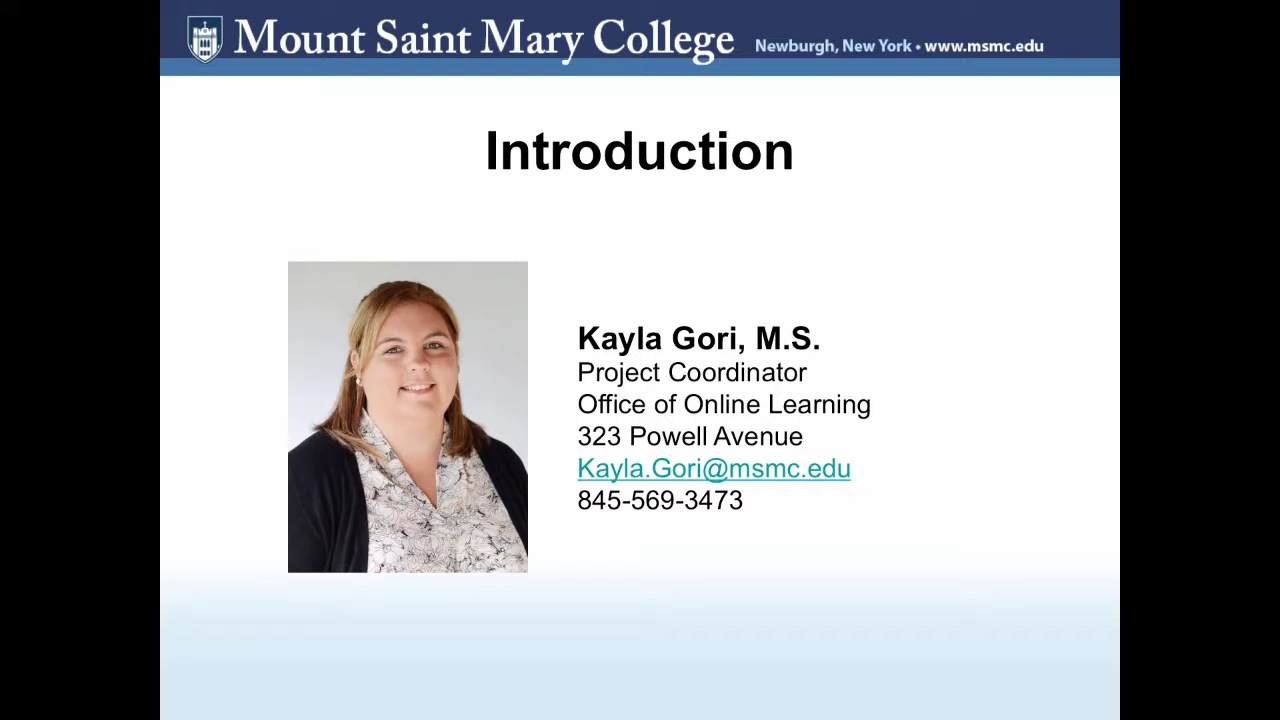 Mount Saint Mary College Newburgh, New York • www.msmc.edu
Introduction
Kayla Gori, M.S.
Project Coordinator
Office of Online Learning
323 Powell Avenue
Kayla.Gori@msmc.edu
845-569-3473